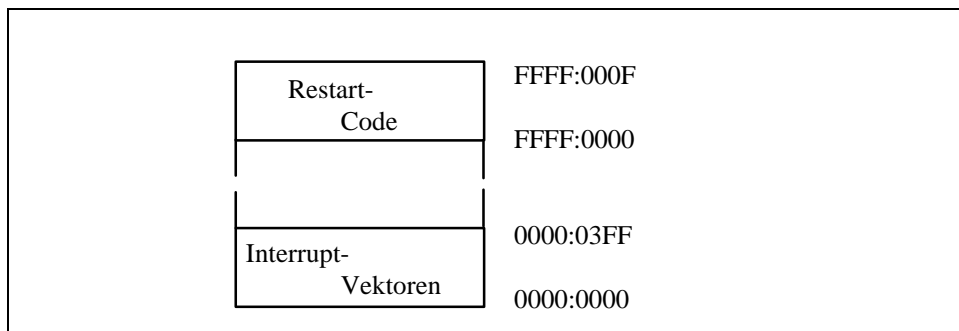 Restart-
Code
FFFF:000F
FFFF:0000
Interrupt-
Vektoren
0000:03FF
0000:0000